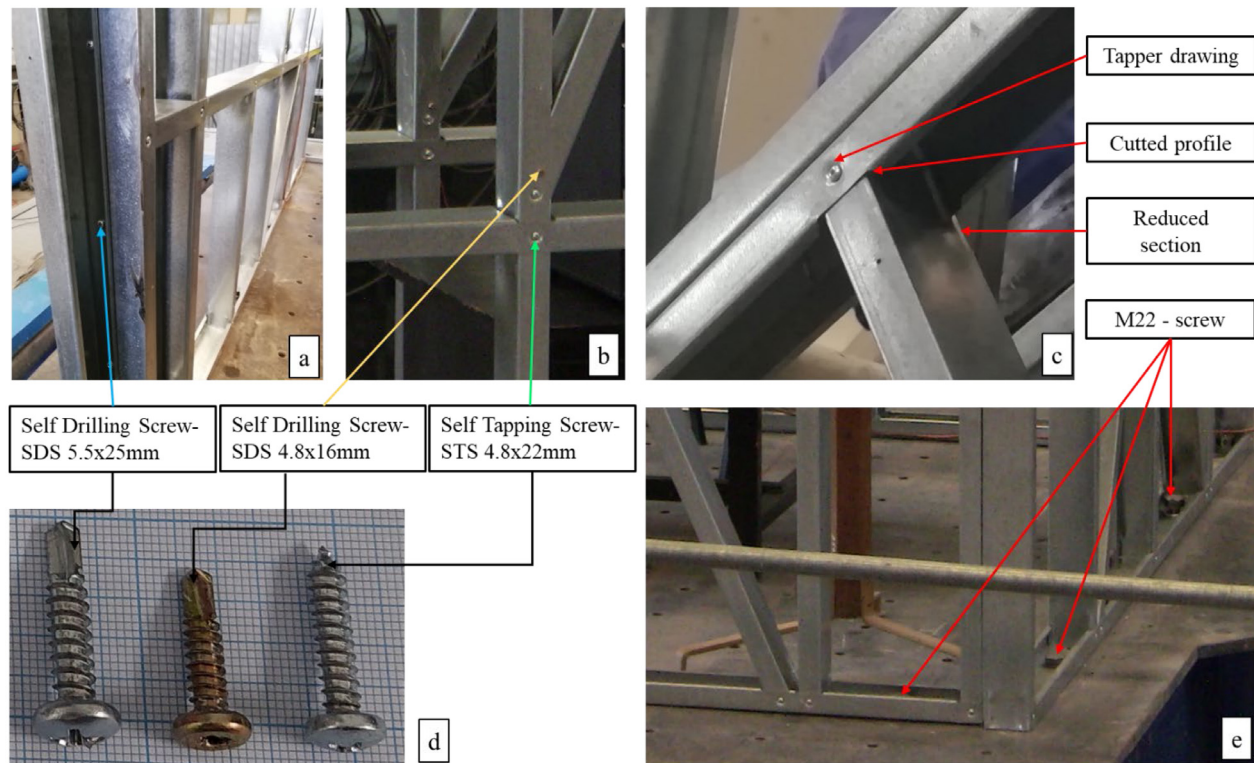 Tapper drawing
Cutted profile
Reduced
section
M22 - screw
a
b
c
Self Drilling Screw-
SDS 5.5x25mm
Self Drilling Screw-
SDS 4.8x16mm
Self Tapping Screw-
STS 4.8x22mm
d
e